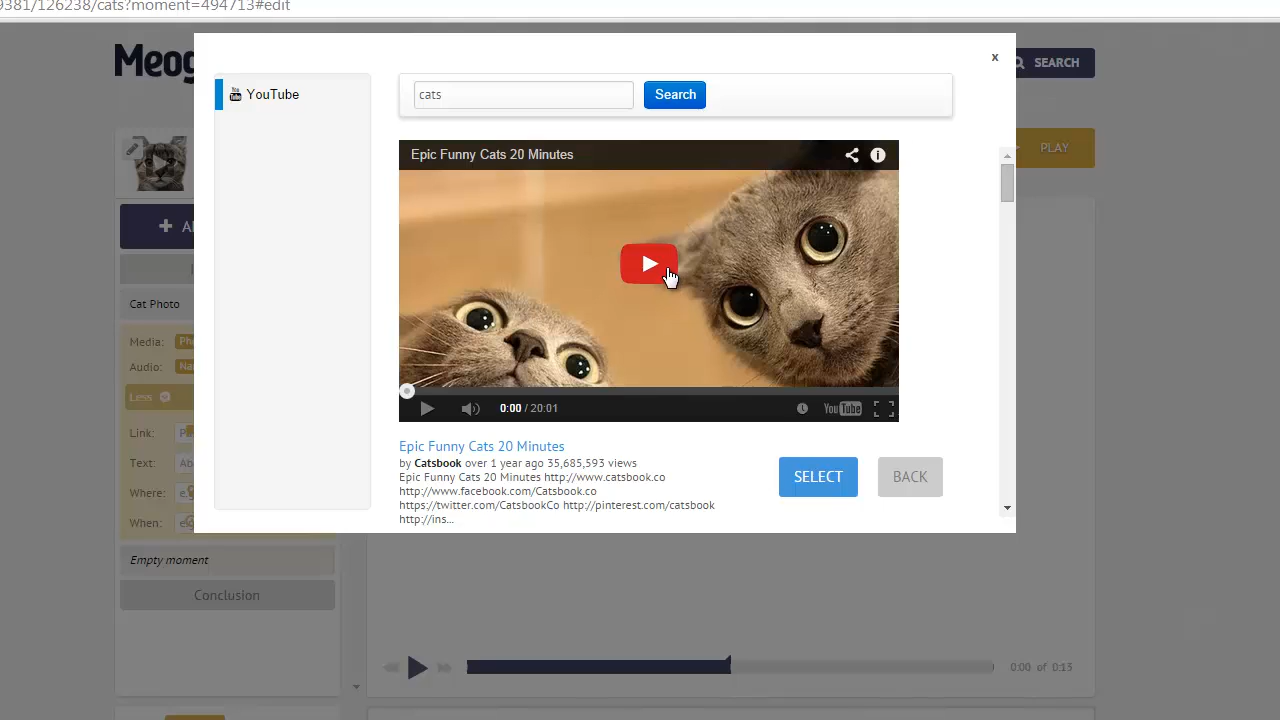 9381/126238/cats?moment=494713#edit
Meog
SEARCH
x
YouTube
cats
Search
PLAY
Epic Funny Cats 20 Minutes
Cat Photo
Media:
Audio:
Less
Link:
Text:
Where:
When:
Empty moment
Conclusion
0:00 / 20:01
YouTube
Epic Funny Cats 20 Minutes
by Catsbook over 1 year ago 35,685,593 views
Epic Funny Cats 20 Minutes http://www.catsbook.co
http://www.facebook.com/Catsbook.co
https://twitter.com/CatsbookCo http://pinterest.com/catsbook
http://ins...
SELECT
BACK
0:00 of 0:13